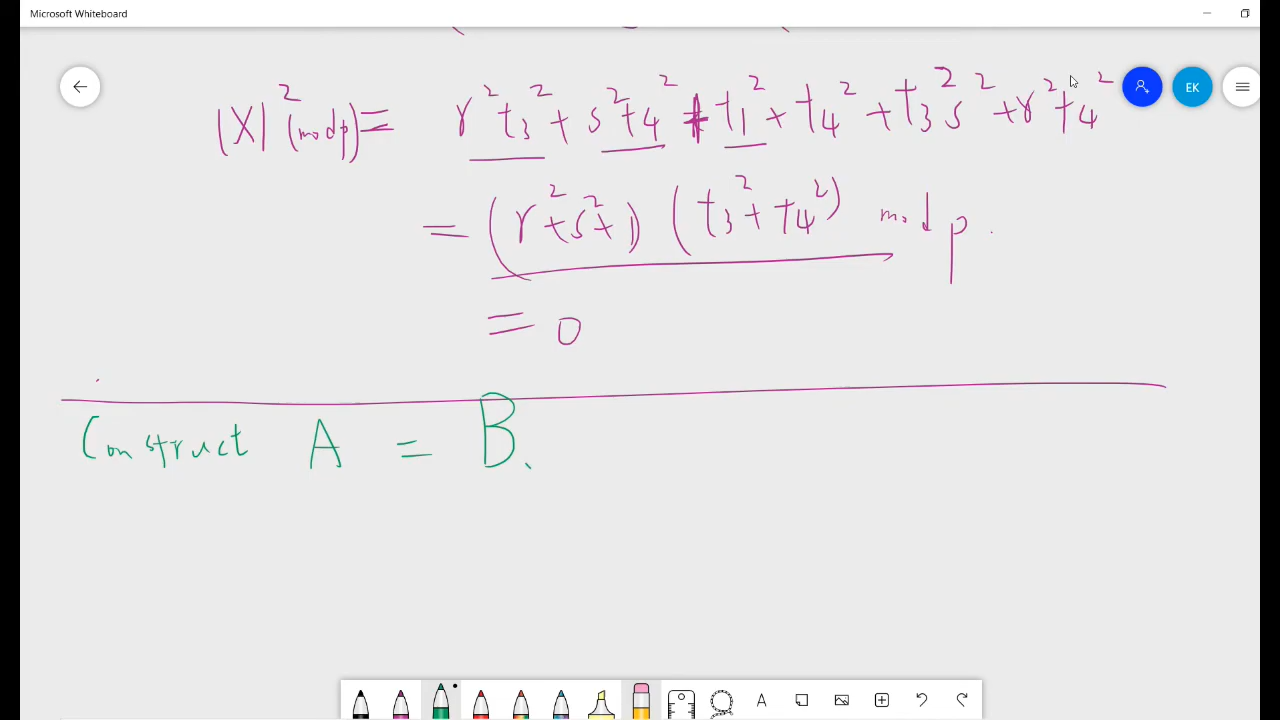 Microsoft Whiteboard
EK
|X|² (mod p) ≡ r²t₃² + s²t₄² + t₁² + t₄² + t₃²s² + r²t₄²
= (r²+s²+1) (t₃²+t₄²) mod p.
= 0
Construct A = B.
A